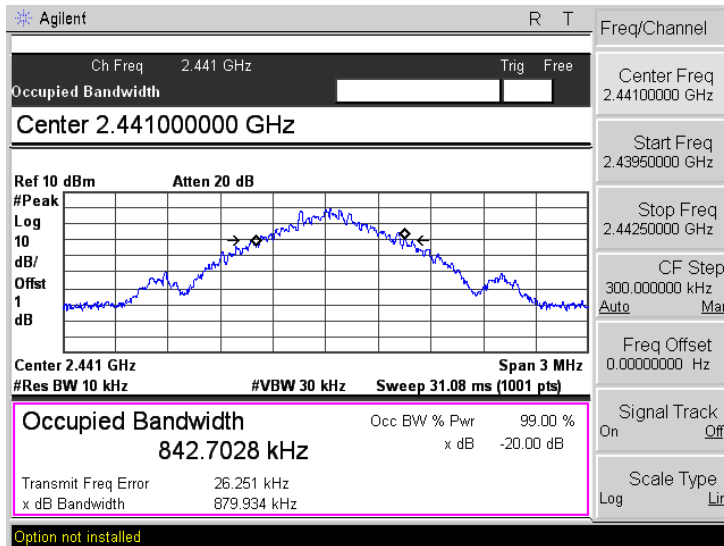 Agilent
R T
Ch Freq 2.441 GHz Trig Free
Occupied Bandwidth
Center 2.441000000 GHz
Ref 10 dBm Atten 20 dB
#Peak
Log
10
dB/
Offst
1
dB
Center 2.441 GHz Span 3 MHz
#Res BW 10 kHz #VBW 30 kHz Sweep 31.08 ms (1001 pts)
Occupied Bandwidth
842.7028 kHz
Occ BW % Pwr 99.00 %
x dB -20.00 dB
Transmit Freq Error 26.251 kHz
x dB Bandwidth 879.934 kHz
Option not installed
Freq/Channel
Center Freq
2.44100000 GHz
Start Freq
2.43950000 GHz
Stop Freq
2.44250000 GHz
CF Step
300.000000 kHz
Auto Man
Freq Offset
0.00000000 Hz
Signal Track
On Off
Scale Type
Log Lin